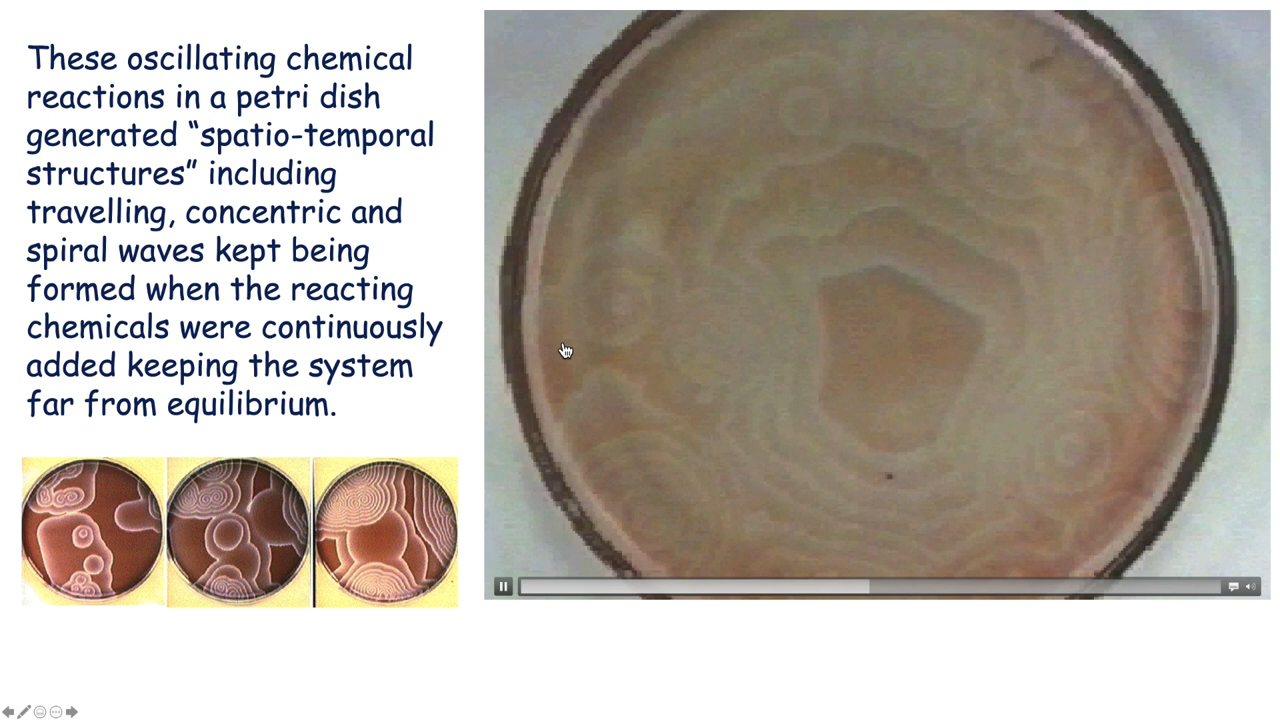 These oscillating chemical
reactions in a petri dish
generated “spatio-temporal
structures” including
travelling, concentric and
spiral waves kept being
formed when the reacting
chemicals were continuously
added keeping the system
far from equilibrium.